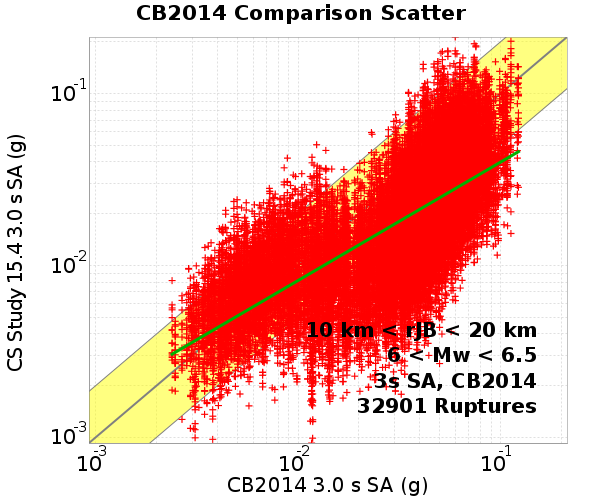 CB2014 Comparison Scatter
CS Study 15.4 3.0 s SA (g)
10⁻¹
10⁻²
10⁻³
10 km < rJB < 20 km
6 < Mw < 6.5
3s SA, CB2014
32901 Ruptures
10⁻³ 10⁻² 10⁻¹
CB2014 3.0 s SA (g)